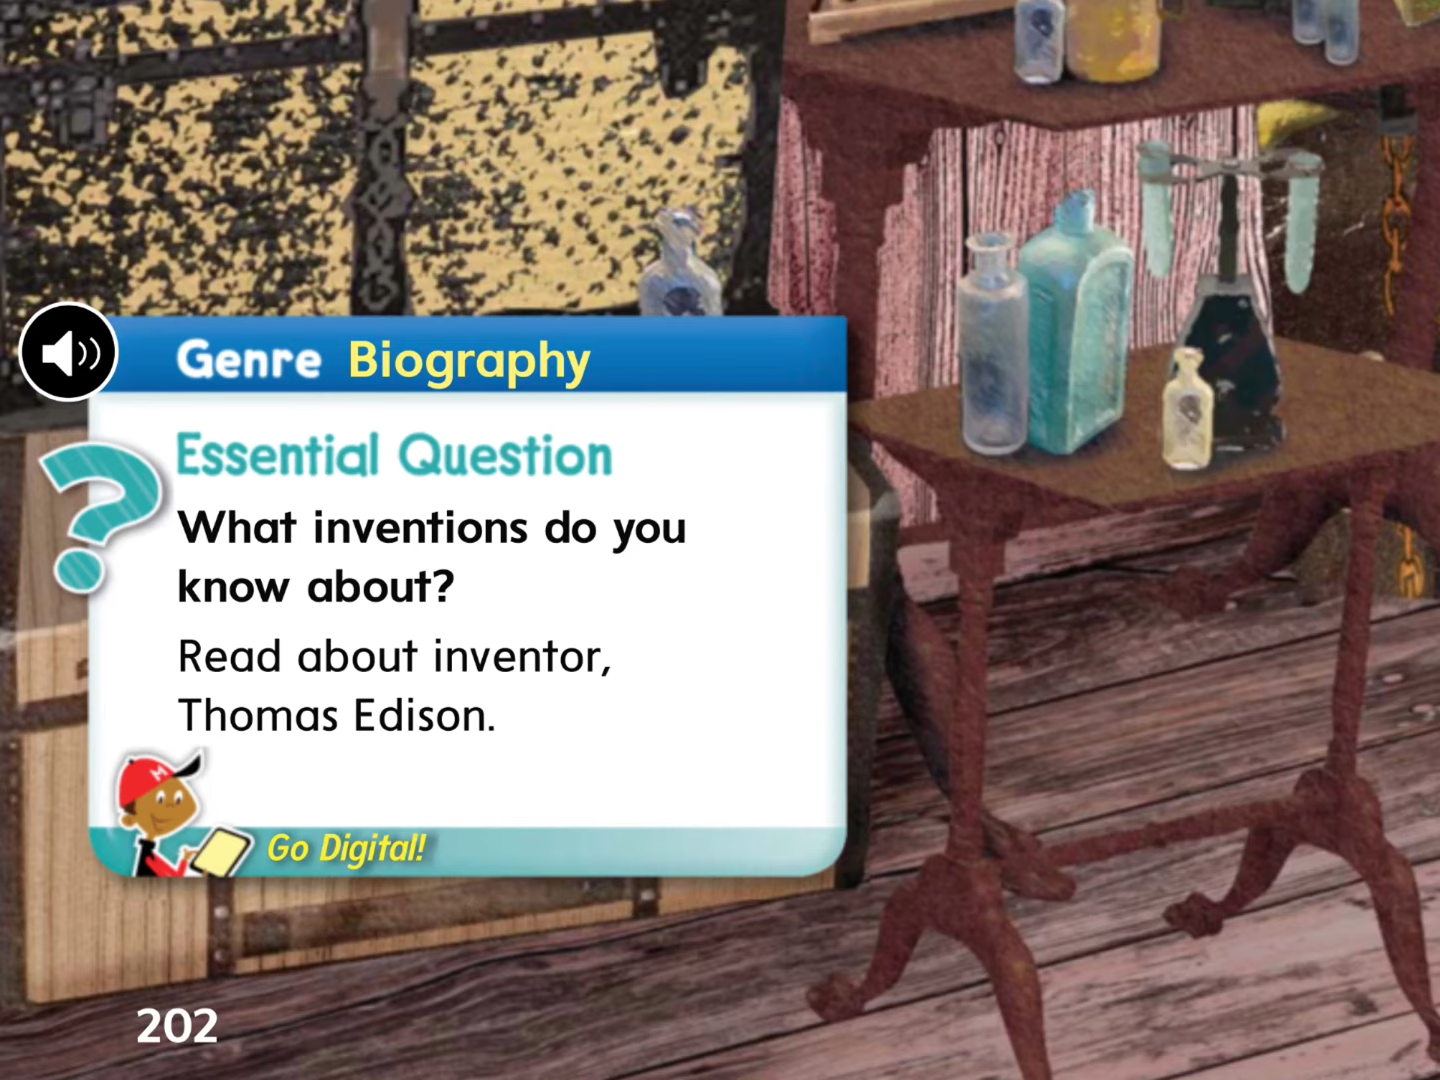 Genre Biography
Essential Question
What inventions do you
know about?
Read about inventor,
Thomas Edison.
M
Go Digital!
202